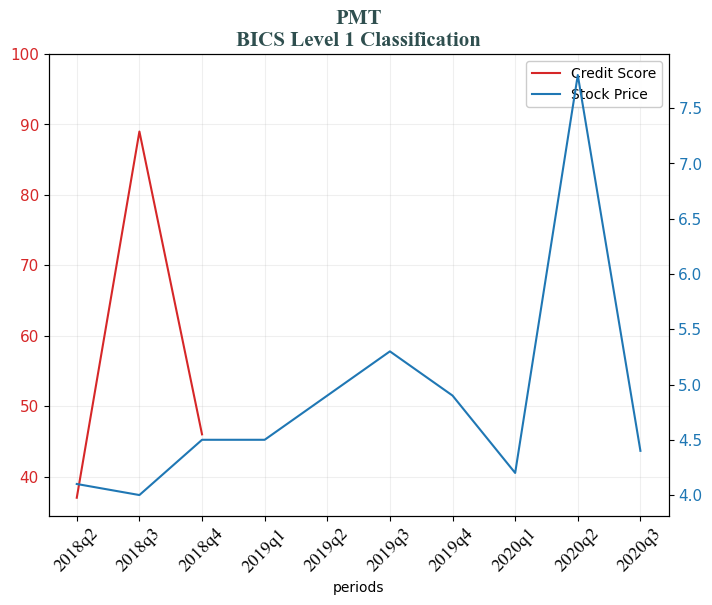 PMT
BICS Level 1 Classification
Credit Score
Stock Price
100
90
80
70
60
50
40
7.5
7.0
6.5
6.0
5.5
5.0
4.5
4.0
2018q2
2018q3
2018q4
2019q1
2019q2
2019q3
2019q4
2020q1
2020q2
2020q3
periods